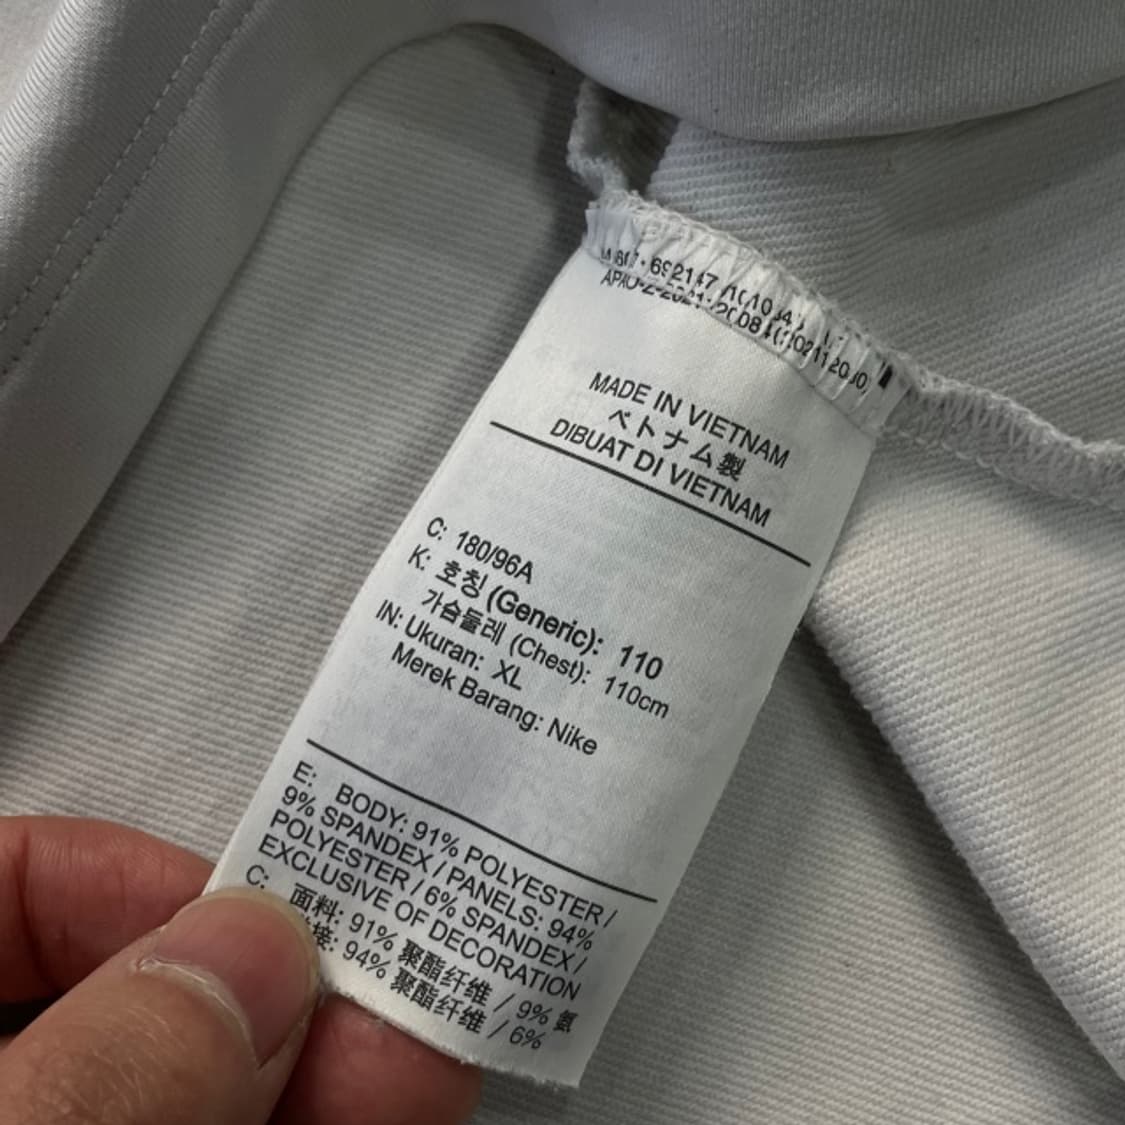 MADE IN VIETNAM
ベトナム製
DIBUAT DI VIETNAM
C: 180/96A
K: 호칭 (Generic): 110
가슴둘레 (Chest): 110cm
IN: Ukuran: XL
Merek Barang: Nike
E: BODY: 91% POLYESTER /
9% SPANDEX / PANELS: 94%
POLYESTER / 6% SPANDEX /
EXCLUSIVE OF DECORATION
C: 面料: 91% 聚酯纤维 / 9% 氨
接: 94% 聚酯纤维 / 6%